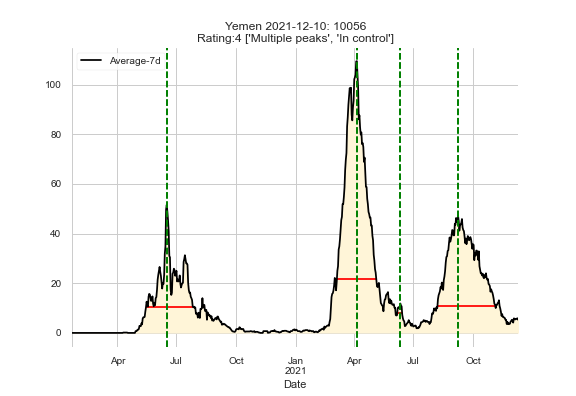 Yemen 2021-12-10: 10056
Rating:4 ['Multiple peaks', 'In control']
Average-7d
100
80
60
40
20
0
Apr
Jul
Oct
Jan
2021
Apr
Jul
Oct
Date